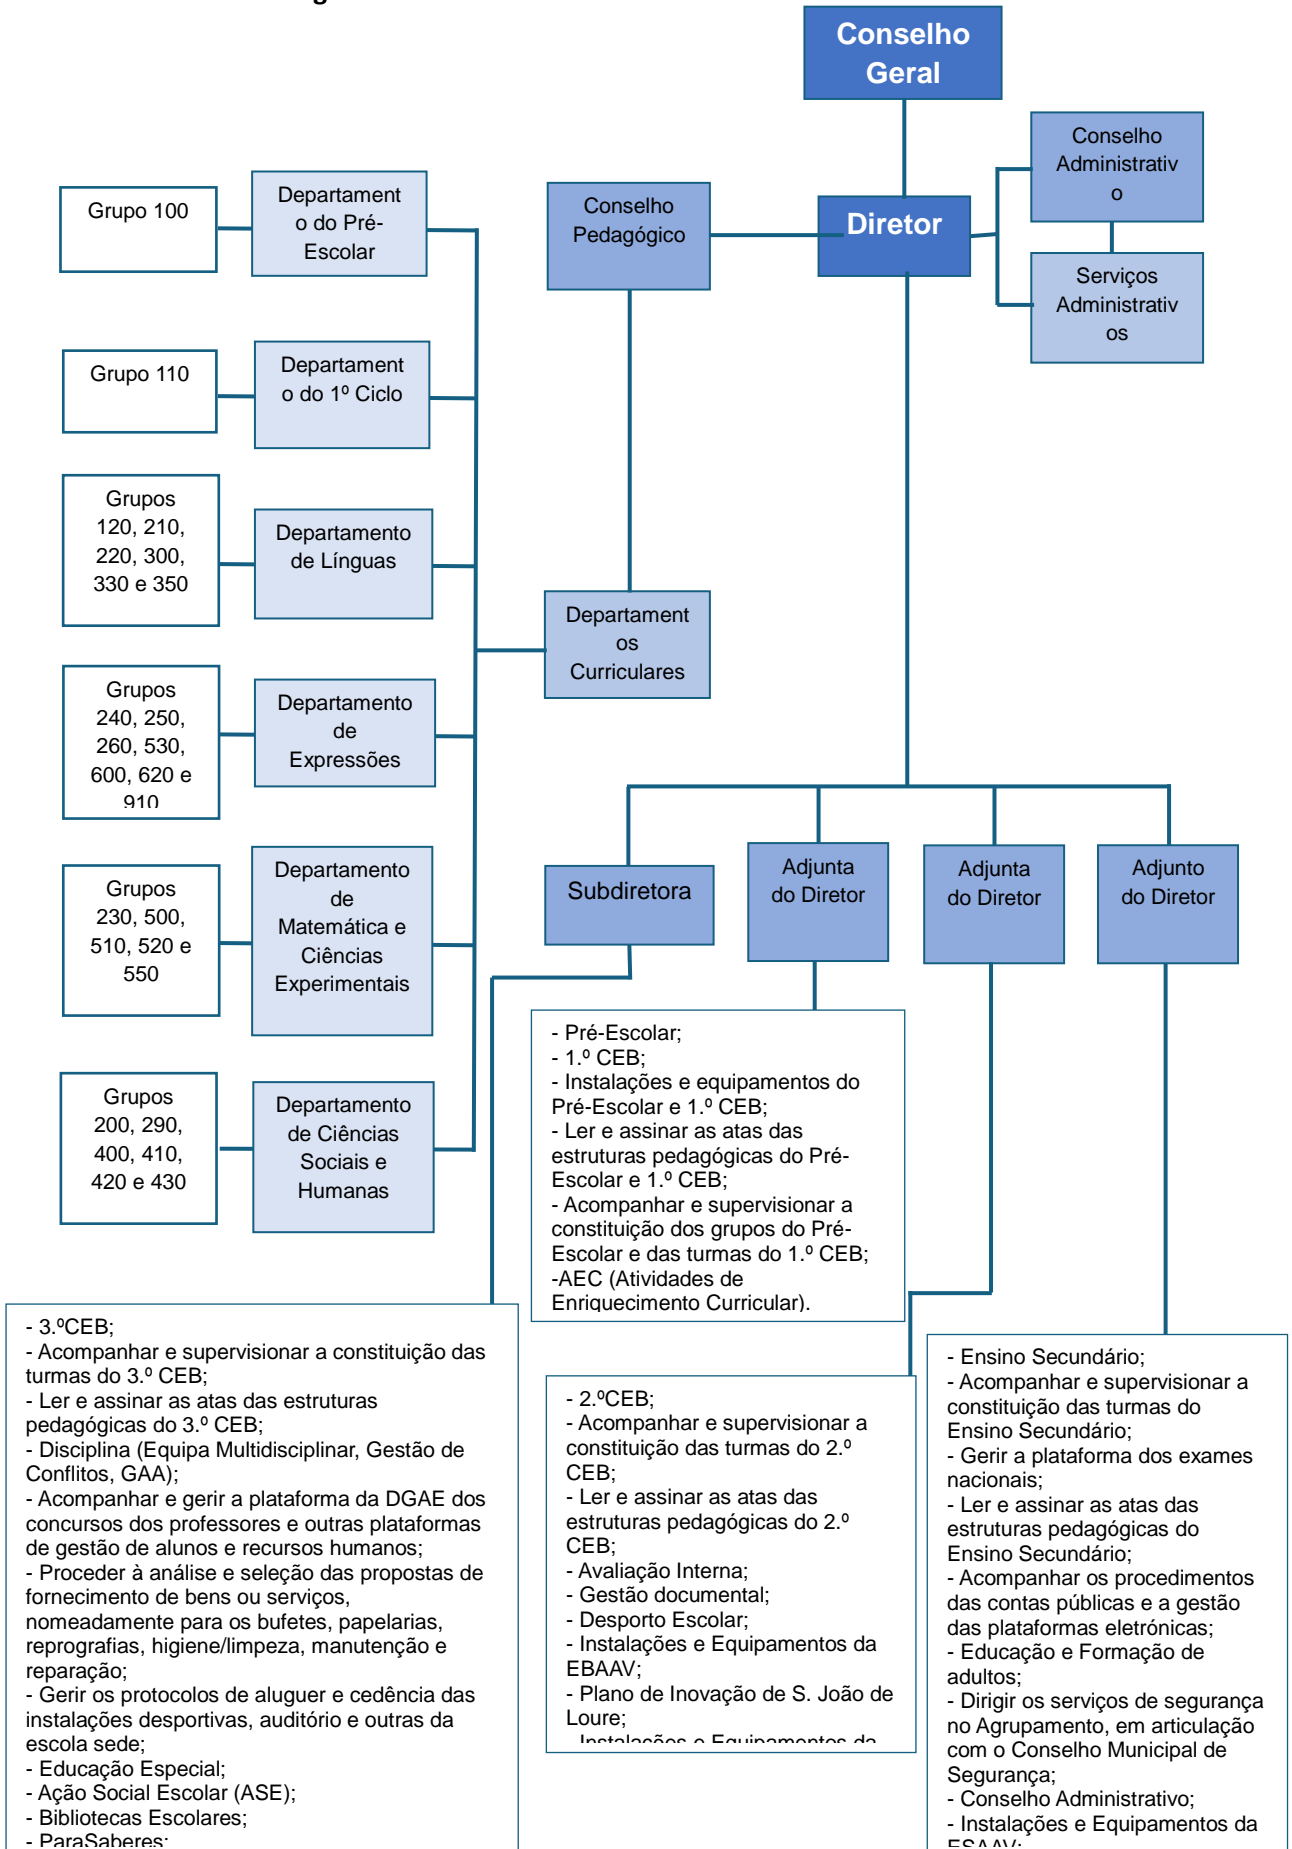 Conselho
Geral
Conselho
Administrativ
o
Diretor
Conselho
Pedagógico
Serviços
Administrativ
os
Departament
o do Pré-
Escolar
Grupo 100
Departament
o do 1º Ciclo
Grupo 110
Grupos
120, 210,
220, 300,
330 e 350
Departamento
de Línguas
Departament
os
Curriculares
Grupos
240, 250,
260, 530,
600, 620 e
910
Departamento
de
Expressões
Grupos
230, 500,
510, 520 e
550
Departamento
de
Matemática e
Ciências
Experimentais
Grupos
200, 290,
400, 410,
420 e 430
Departamento
de Ciências
Sociais e
Humanas
Subdiretora
Adjunta
do Diretor
Adjunta
do Diretor
Adjunto
do Diretor
- Pré-Escolar;
- 1.º CEB;
- Instalações e equipamentos do
Pré-Escolar e 1.º CEB;
- Ler e assinar as atas das
estruturas pedagógicas do Pré-
Escolar e 1.º CEB;
- Acompanhar e supervisionar a
constituição dos grupos do Pré-
Escolar e das turmas do 1.º CEB;
-AEC (Atividades de
Enriquecimento Curricular).
- 3.ºCEB;
- Acompanhar e supervisionar a constituição das
turmas do 3.º CEB;
- Ler e assinar as atas das estruturas
pedagógicas do 3.º CEB;
- Disciplina (Equipa Multidisciplinar, Gestão de
Conflitos, GAA);
- Acompanhar e gerir a plataforma da DGAE dos
concursos dos professores e outras plataformas
de gestão de alunos e recursos humanos;
- Proceder à análise e seleção das propostas de
fornecimento de bens ou serviços,
nomeadamente para os bufetes, papelarias,
reprografias, higiene/limpeza, manutenção e
reparação;
- Gerir os protocolos de aluguer e cedência das
instalações desportivas, auditório e outras da
escola sede;
- Educação Especial;
- Ação Social Escolar (ASE);
- Bibliotecas Escolares;
- ParaSaberes;
- 2.ºCEB;
- Acompanhar e supervisionar a
constituição das turmas do 2.º
CEB;
- Ler e assinar as atas das
estruturas pedagógicas do 2.º
CEB;
- Avaliação Interna;
- Gestão documental;
- Desporto Escolar;
- Instalações e Equipamentos da
EBAAV;
- Plano de Inovação de S. João de
Loure;
- Instalações e Equipamentos da
- Ensino Secundário;
- Acompanhar e supervisionar a
constituição das turmas do
Ensino Secundário;
- Gerir a plataforma dos exames
nacionais;
- Ler e assinar as atas das
estruturas pedagógicas do
Ensino Secundário;
- Acompanhar os procedimentos
das contas públicas e a gestão
das plataformas eletrónicas;
- Educação e Formação de
adultos;
- Dirigir os serviços de segurança
no Agrupamento, em articulação
com o Conselho Municipal de
Segurança;
- Conselho Administrativo;
- Instalações e Equipamentos da
ESAAV;